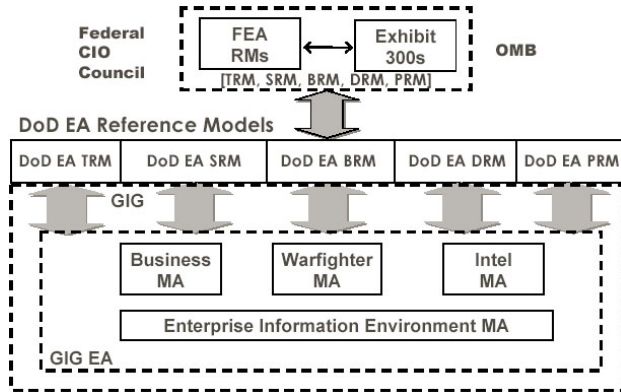 Federal
CIO
Council
FEA
RMs
Exhibit
300s
OMB
[TRM, SRM, BRM, DRM, PRM]
DoD EA Reference Models
DoD EA TRM
DoD EA SRM
DoD EA BRM
DoD EA DRM
DoD EA PRM
GIG
Business
MA
Warfighter
MA
Intel
MA
Enterprise Information Environment MA
GIG EA